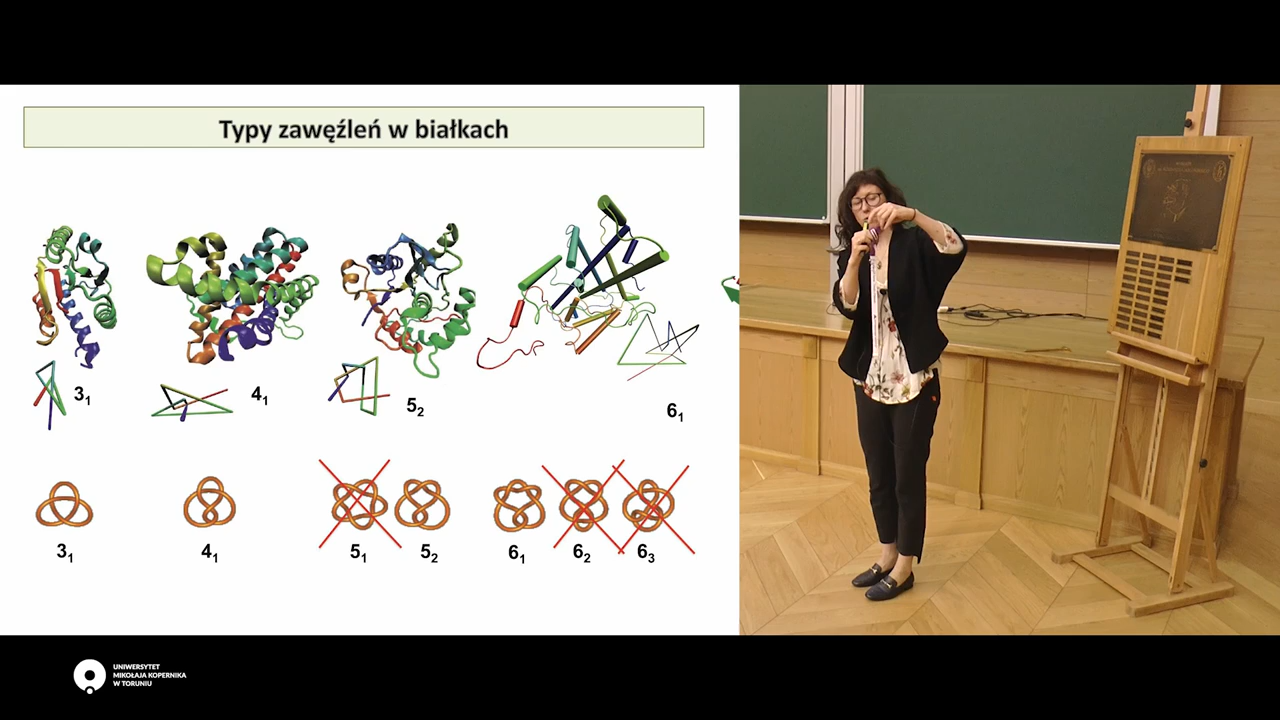 Typy zawęźleń w białkach
3₁
4₁
5₂
6₁
3₁
4₁
5₁
5₂
6₁
6₂
6₃
UNIWERSYTET
MIKOŁAJA KOPERNIKA
W TORUNIU